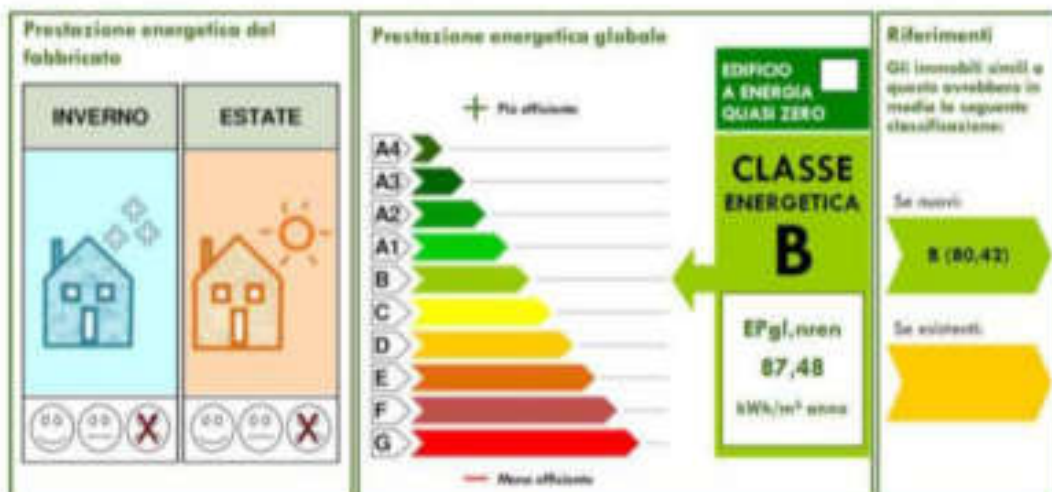 Prestazione energetica del
fabbricato
INVERNO
ESTATE
Prestazione energetica globale
Più efficiente
A4
A3
A2
A1
B
C
D
E
F
G
Meno efficiente
EDIFICIO
A ENERGIA
QUASI ZERO
CLASSE
ENERGETICA
B
EPgl,nren
87,48
kWh/m² anno
Riferimenti
Gli immobili simili a
questo avrebbero in
media la seguente
classificazione:
Se nuovi:
B (80,42)
Se esistenti: